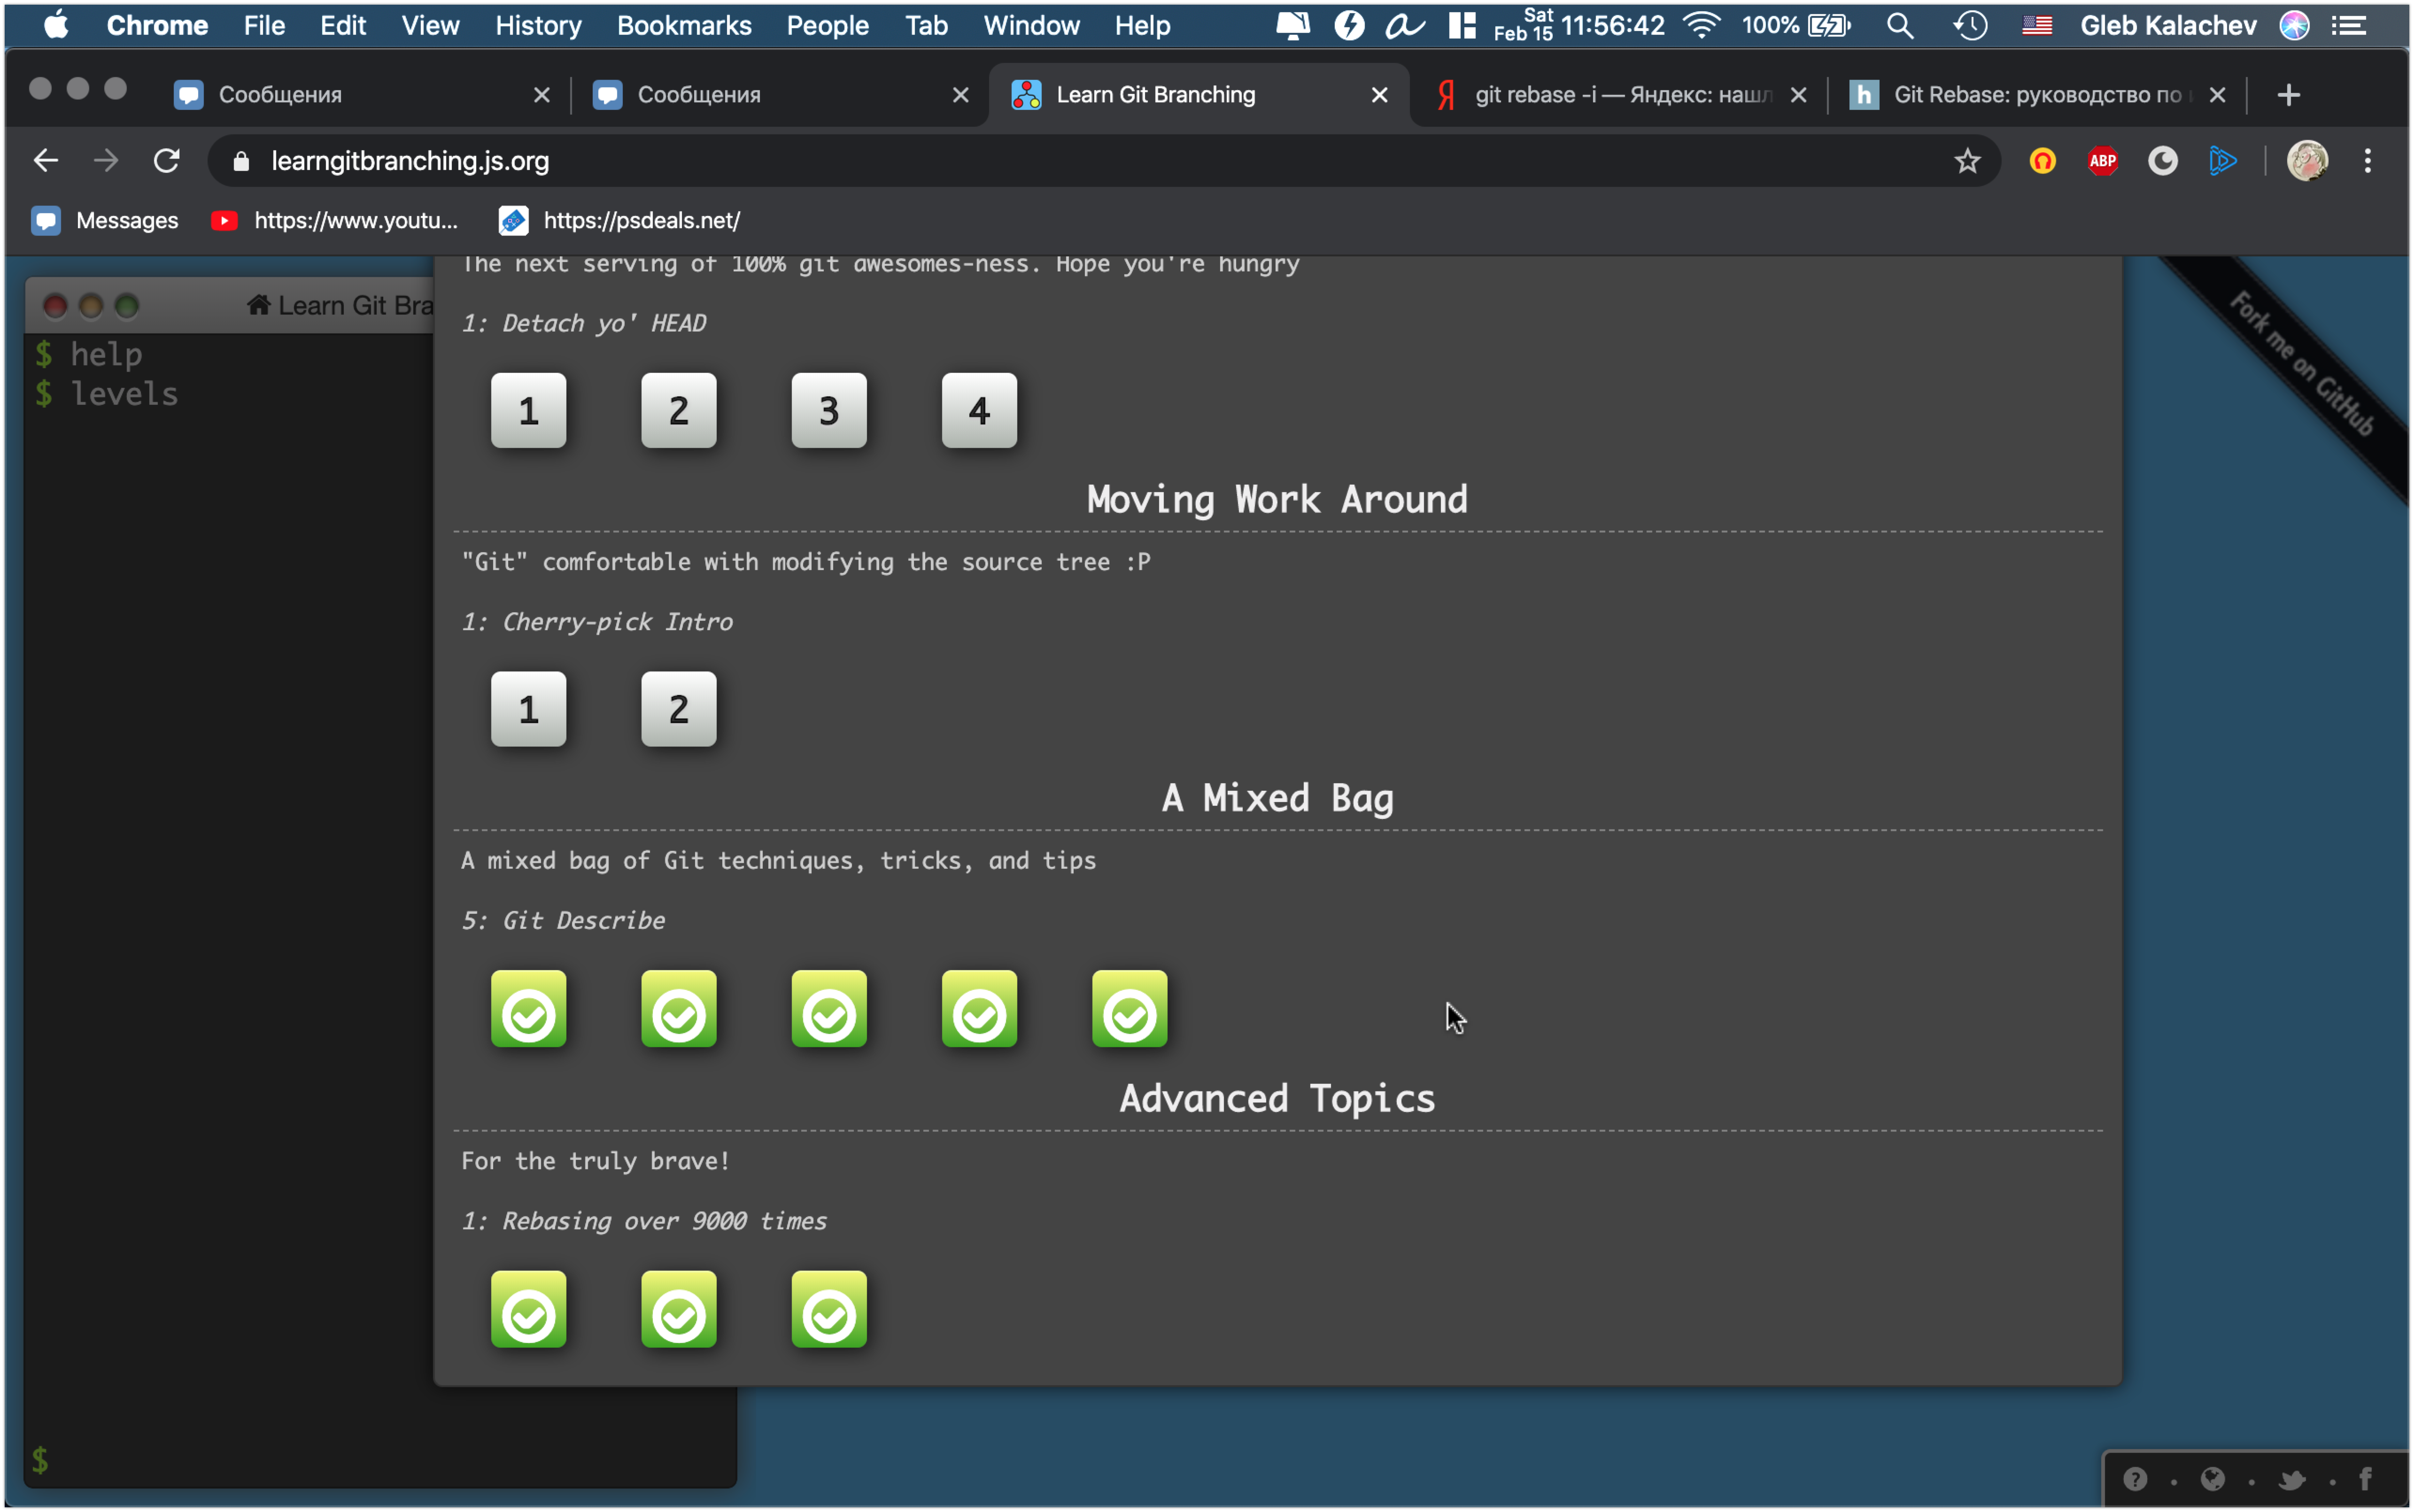 Chrome File Edit View History Bookmarks People Tab Window Help Sat Feb 15 11:56:42 100% Gleb Kalachev
Сообщения Сообщения Learn Git Branching git rebase -i — Яндекс: нашл Git Rebase: руководство по
learngitbranching.js.org ABP
Messages https://www.youtu... https://psdeals.net/
Learn Git Bra
$ help
$ levels
$
The next serving of 100% git awesomes-ness. Hope you're hungry
1: Detach yo' HEAD
1 2 3 4
Moving Work Around
"Git" comfortable with modifying the source tree :P
1: Cherry-pick Intro
1 2
A Mixed Bag
A mixed bag of Git techniques, tricks, and tips
5: Git Describe
Advanced Topics
For the truly brave!
1: Rebasing over 9000 times
Fork me on GitHub